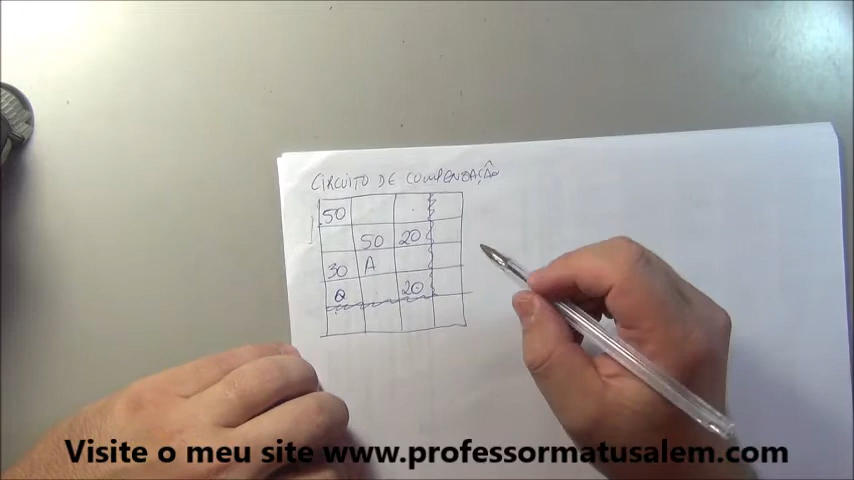 CIRCUITO DE COMPENSAÇÃO
50
50 20
30 A
Q 20
Visite o meu site www.professormatusalem.com